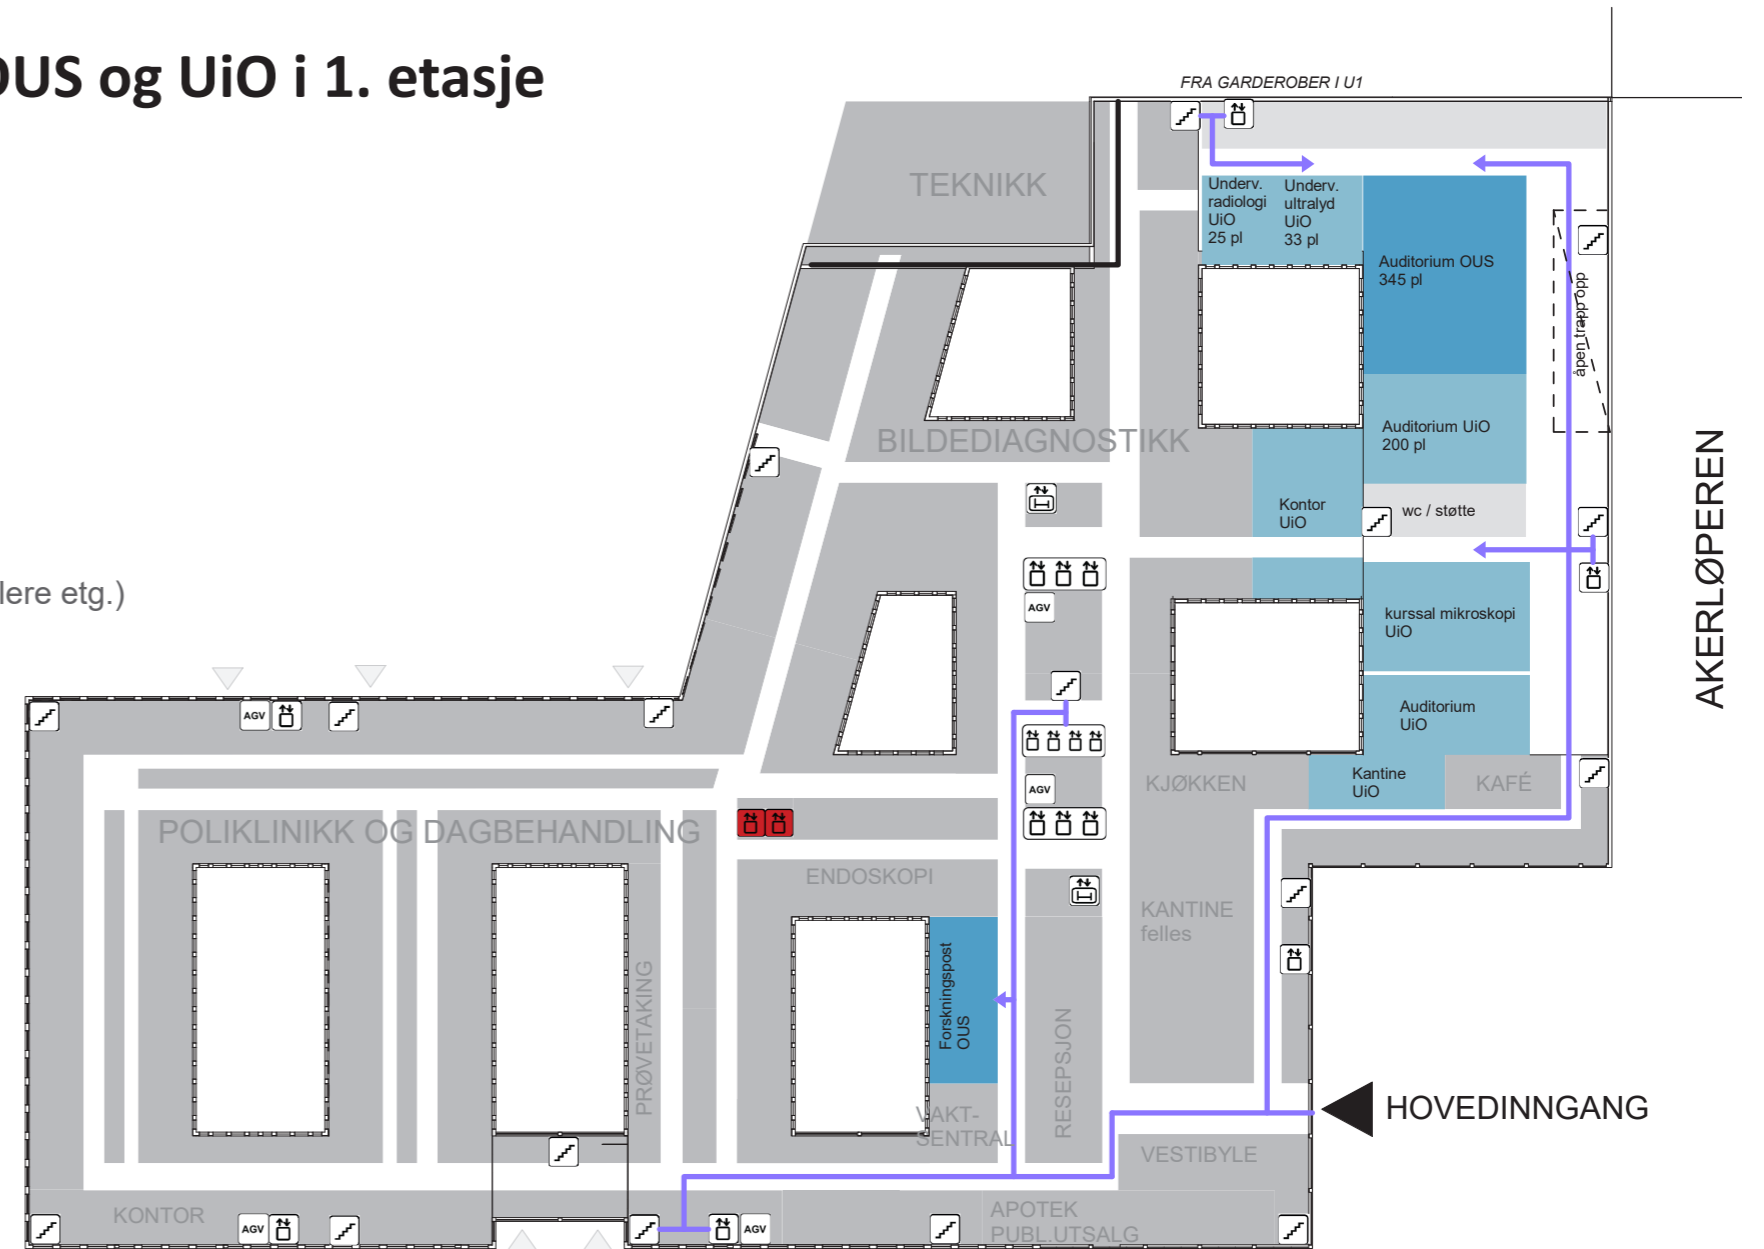 OUS og UiO i 1. etasje
FRA GARDEROBER I U1
TEKNIKK
Underv.
radiologi
UiO
25 pl
Underv.
ultralyd
UiO
33 pl
Auditorium OUS
345 pl
åpen trapp opp
Auditorium UiO
200 pl
BILDEDIAGNOSTIKK
Kontor
UiO
wc / støtte
AKERLØPEREN
lere etg.)
AGV
kurssal mikroskopi
UiO
AGV
Auditorium
UiO
KJØKKEN
Kantine
UiO
KAFÉ
AGV
POLIKLINIKK OG DAGBEHANDLING
ENDOSKOPI
KANTINE
felles
Forskningspost
OUS
PRØVETAKING
RESEPSJON
VAKT-
SENTRAL
HOVEDINNGANG
VESTIBYLE
KONTOR
AGV
AGV
APOTEK
PUBL.UTSALG